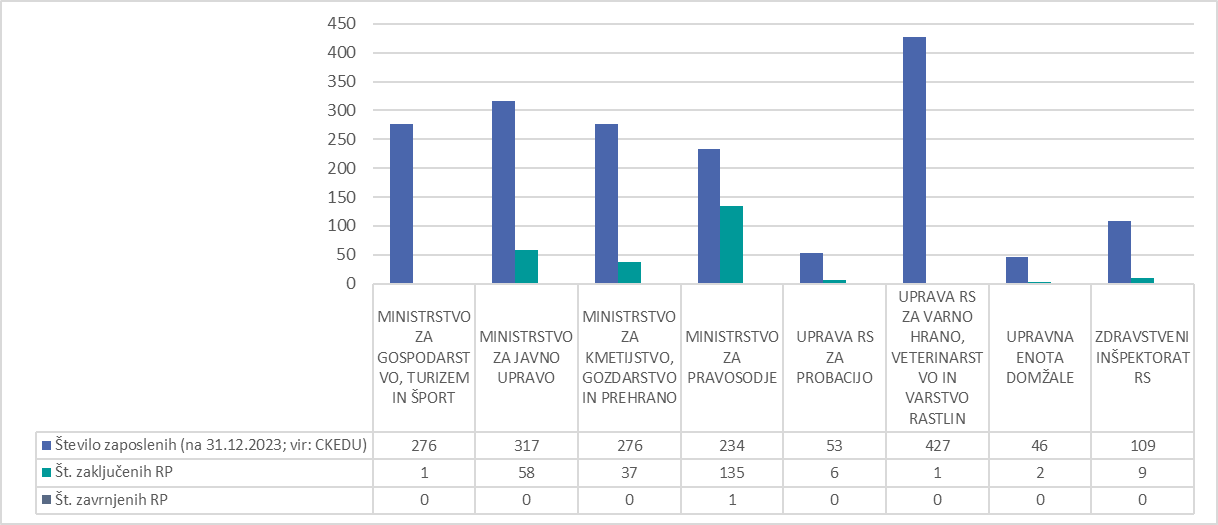 450
400
350
300
250
200
150
100
50
0
MINISTRSTVO
ZA
GOSPODARST
VO, TURIZEM
IN ŠPORT
MINISTRSTVO
ZA JAVNO
UPRAVO
MINISTRSTVO
ZA
KMETIJSTVO,
GOZDARSTVO
IN PREHRANO
MINISTRSTVO
ZA
PRAVOSODJE
UPRAVA RS
ZA
PROBACIJO
UPRAVA RS
ZA VARNO
HRANO,
VETERINARST
VO IN
VARSTVO
RASTLIN
UPRAVNA
ENOTA
DOMŽALE
ZDRAVSTVENI
INŠPEKTORAT
RS
Število zaposlenih (na 31.12.2023; vir: CKEDU) 276 317 276 234 53 427 46 109
Št. zaključenih RP 1 58 37 135 6 1 2 9
Št. zavrnjenih RP 0 0 0 1 0 0 0 0